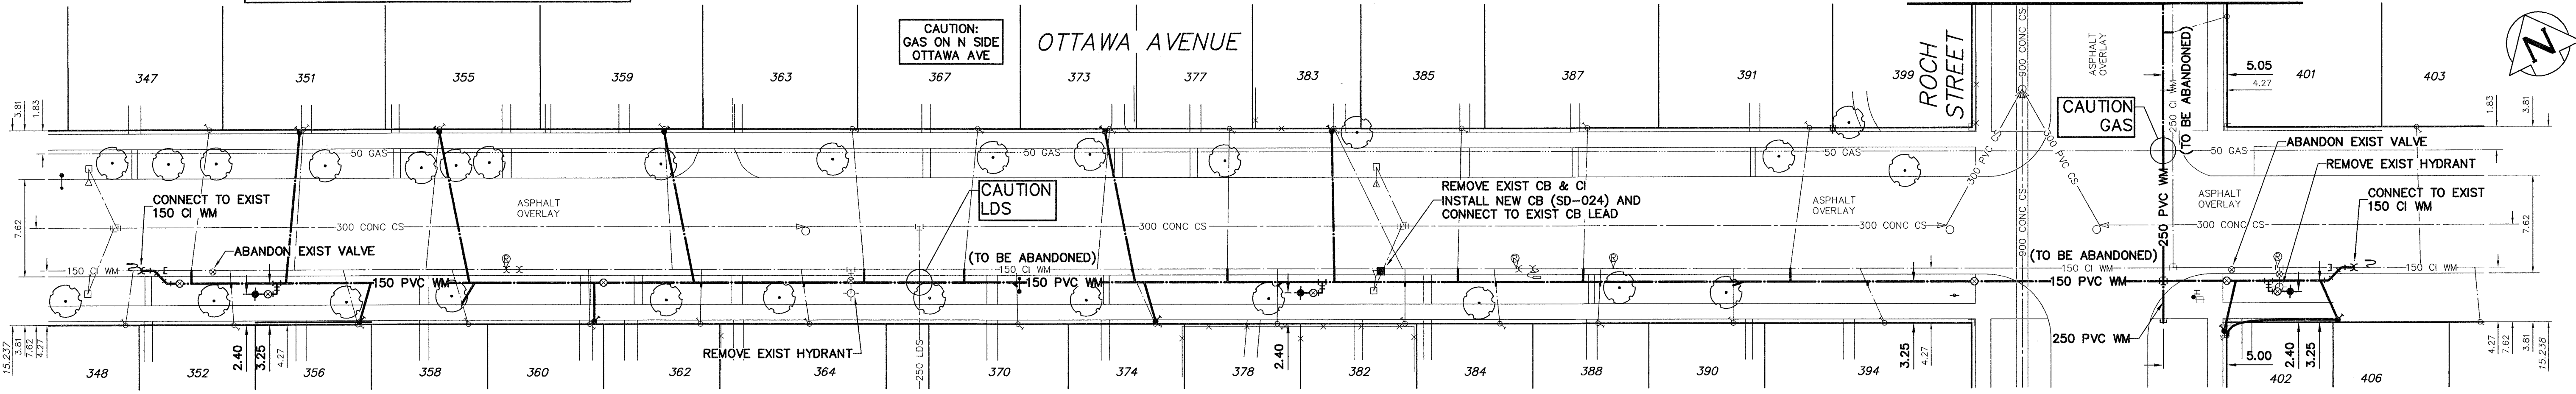 CAUTION:
GAS ON N SIDE
OTTAWA AVE
OTTAWA AVENUE
ROCH
STREET
N
347
351
355
359
363
367
373
377
383
385
387
391
399
401
403
3.81
1.83
900 CONC CS
ASPHALT
OVERLAY
250 CI WM
(TO BE ABANDONED)
5.05
4.27
1.83
3.81
CAUTION
GAS
50 GAS
50 GAS
50 GAS
50 GAS
ABANDON EXIST VALVE
REMOVE EXIST HYDRANT
CONNECT TO EXIST
150 CI WM
300 PVC CS
300 PVC CS
CONNECT TO EXIST
150 CI WM
CAUTION
LDS
REMOVE EXIST CB & CI
INSTALL NEW CB (SD-024) AND
CONNECT TO EXIST CB LEAD
ASPHALT
OVERLAY
ASPHALT
OVERLAY
ASPHALT
OVERLAY
7.62
300 CONC CS
300 CONC CS
300 CONC CS
300 CONC CS
900 CONC CS
250 PVC WM
7.62
ABANDON EXIST VALVE
(TO BE ABANDONED)
(TO BE ABANDONED)
150 CI WM
150 CI WM
150 CI WM
150 CI WM
R
R
R
R
150 PVC WM
150 PVC WM
150 PVC WM
H
250 PVC WM
REMOVE EXIST HYDRANT
250 LDS
15.237
3.81
7.62
4.27
2.40
3.25
4.27
2.40
3.25
4.27
5.00
2.40
3.25
4.27
7.62
3.81
15.238
348
352
356
358
360
362
364
370
374
378
382
384
388
390
394
402
406